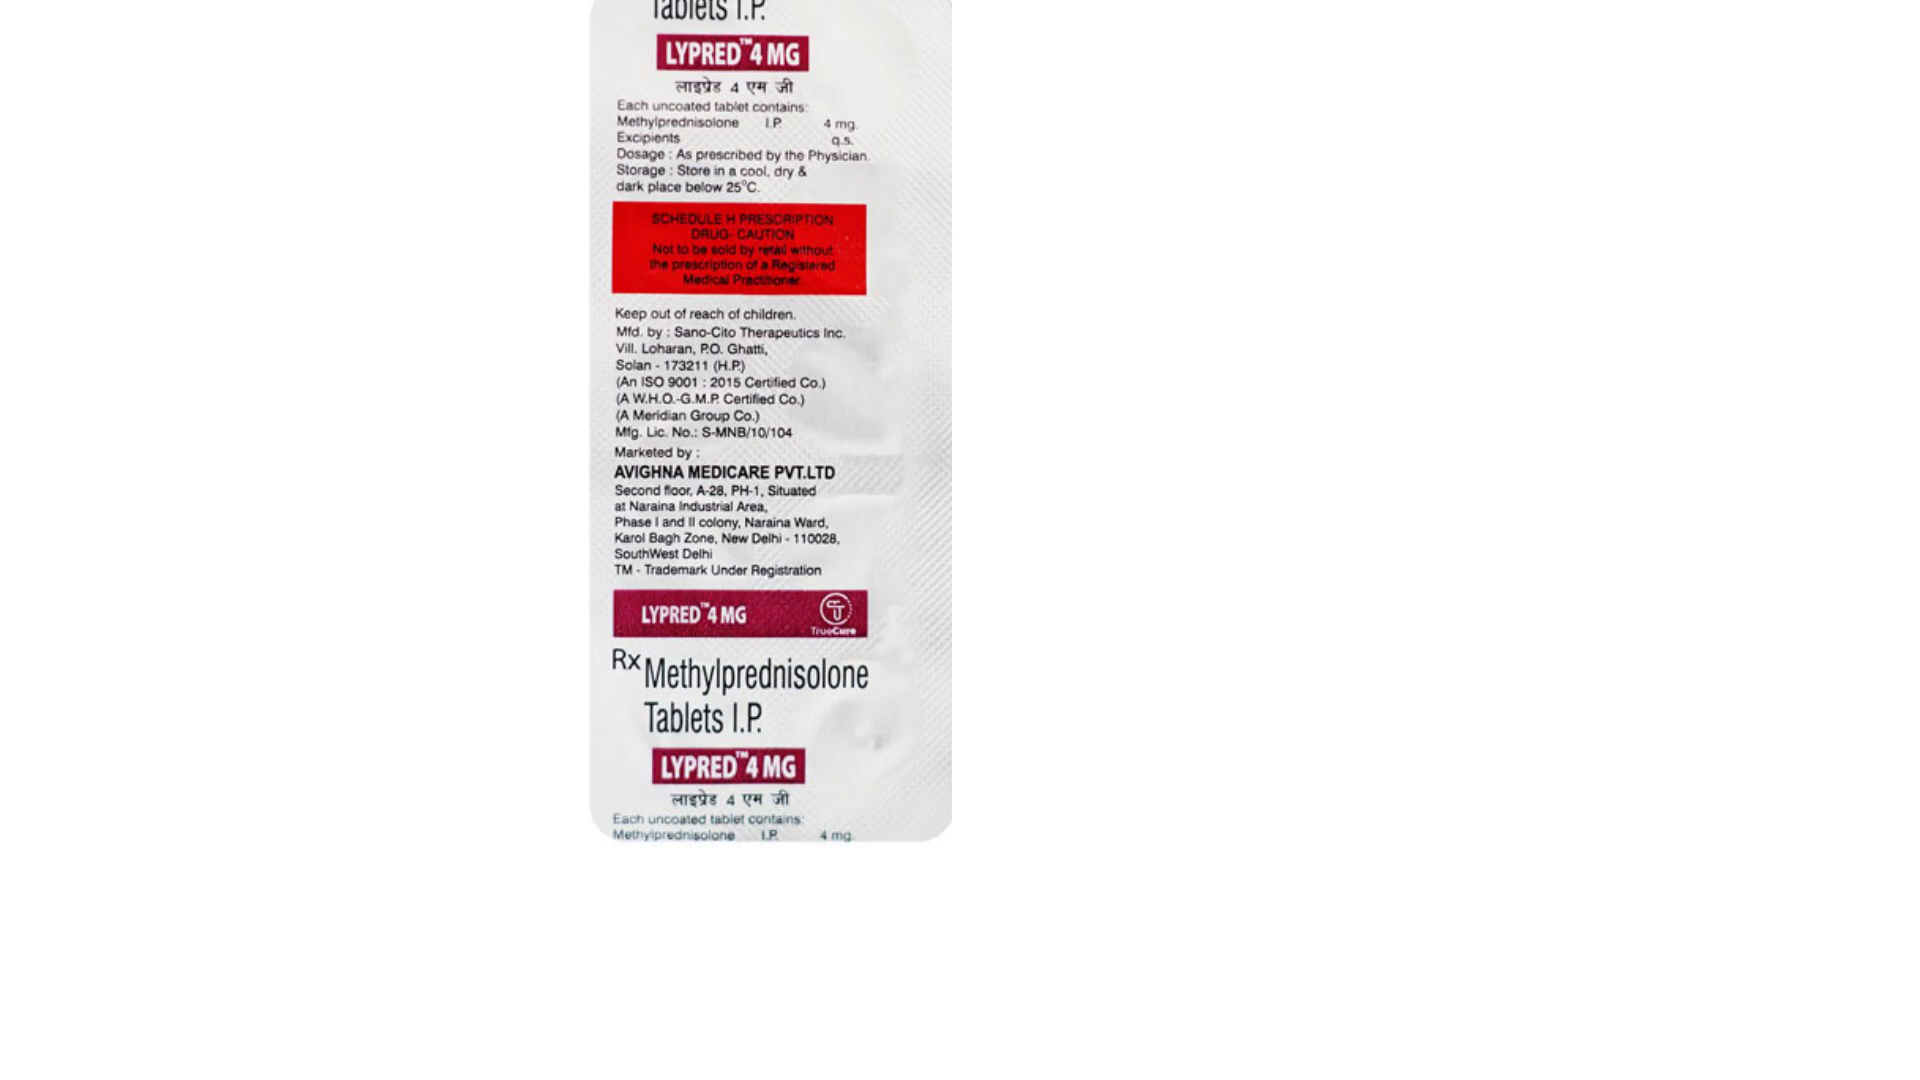 Tablets I.P.
LYPRED™ 4 MG
लाइप्रेड 4 एम जी
Each uncoated tablet contains:
Methylprednisolone I.P. 4 mg.
Excipients q.s.
Dosage : As prescribed by the Physician.
Storage : Store in a cool, dry &
dark place below 25°C.
SCHEDULE H PRESCRIPTION
DRUG- CAUTION
Not to be sold by retail without
the prescription of a Registered
Medical Practitioner.
Keep out of reach of children.
Mfd. by : Sano-Cito Therapeutics Inc.
Vill. Loharan, P.O. Ghatti,
Solan - 173211 (H.P.)
(An ISO 9001 : 2015 Certified Co.)
(A W.H.O.-G.M.P. Certified Co.)
(A Meridian Group Co.)
Mfg. Lic. No.: S-MNB/10/104
Marketed by :
AVIGHNA MEDICARE PVT.LTD
Second floor, A-28, PH-1, Situated
at Naraina Industrial Area,
Phase I and II colony, Naraina Ward,
Karol Bagh Zone, New Delhi - 110028,
SouthWest Delhi
TM - Trademark Under Registration
LYPRED™ 4 MG
TrueCure
Rx Methylprednisolone
Tablets I.P.
LYPRED™ 4 MG
लाइप्रेड 4 एम जी
Each uncoated tablet contains:
Methylprednisolone I.P. 4 mg.